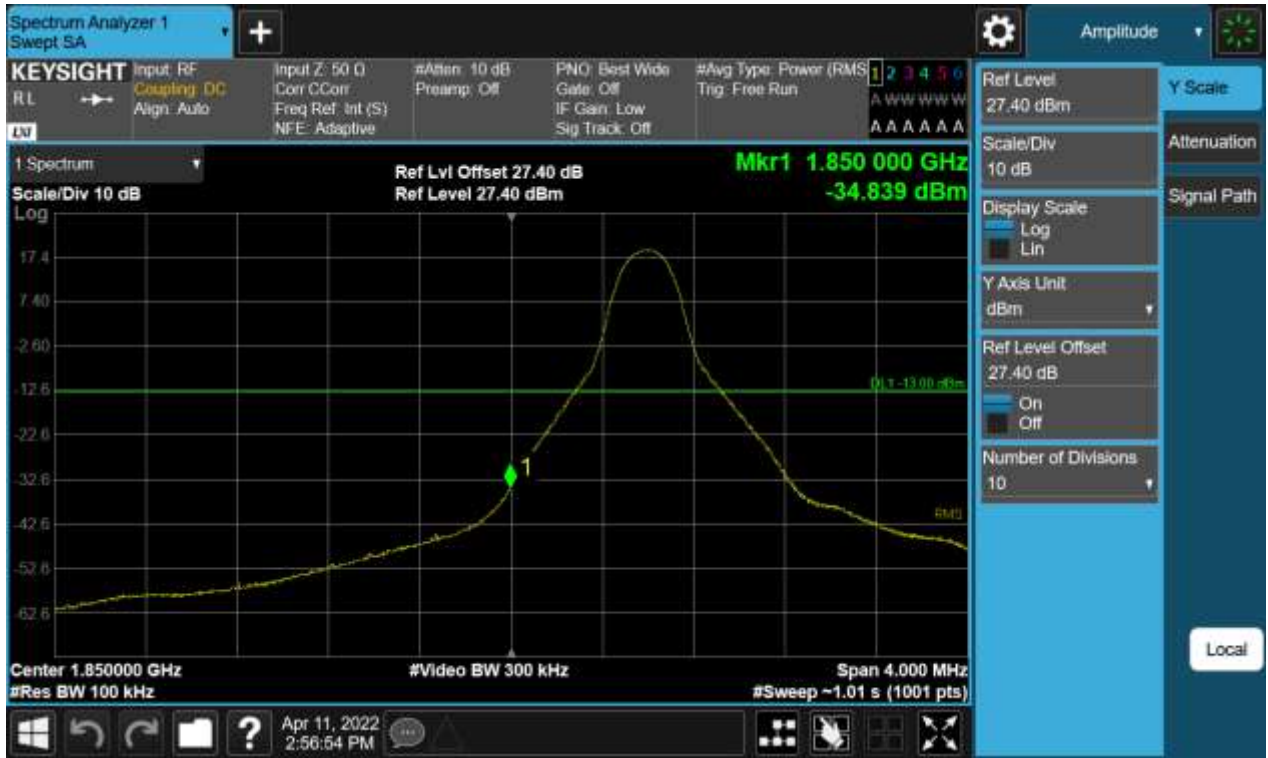 Spectrum Analyzer 1
Swept SA
+
Amplitude
KEYSIGHT
RL
LXI
Input: RF
Coupling: DC
Align: Auto
Input Z: 50 Ω
Corr CCorr
Freq Ref: Int (S)
NFE: Adaptive
#Atten: 10 dB
Preamp: Off
PNO: Best Wide
Gate: Off
IF Gain: Low
Sig Track: Off
#Avg Type: Power (RMS
Trig: Free Run
1 2 3 4 5 6
A W W W W W
A A A A A A
1 Spectrum
Scale/Div 10 dB
Log
Ref Lvl Offset 27.40 dB
Ref Level 27.40 dBm
Mkr1 1.850 000 GHz
-34.839 dBm
17.4
7.40
-2.60
-12.6
-22.6
-32.6
-42.6
-52.6
-62.6
DL1 -13.00 dBm
1
RMS
Center 1.850000 GHz
#Video BW 300 kHz
Span 4.000 MHz
#Res BW 100 kHz
#Sweep ~1.01 s (1001 pts)
Ref Level
27.40 dBm
Scale/Div
10 dB
Display Scale
Log
Lin
Y Axis Unit
dBm
Ref Level Offset
27.40 dB
On
Off
Number of Divisions
10
Y Scale
Attenuation
Signal Path
Local
?
Apr 11, 2022
2:56:54 PM